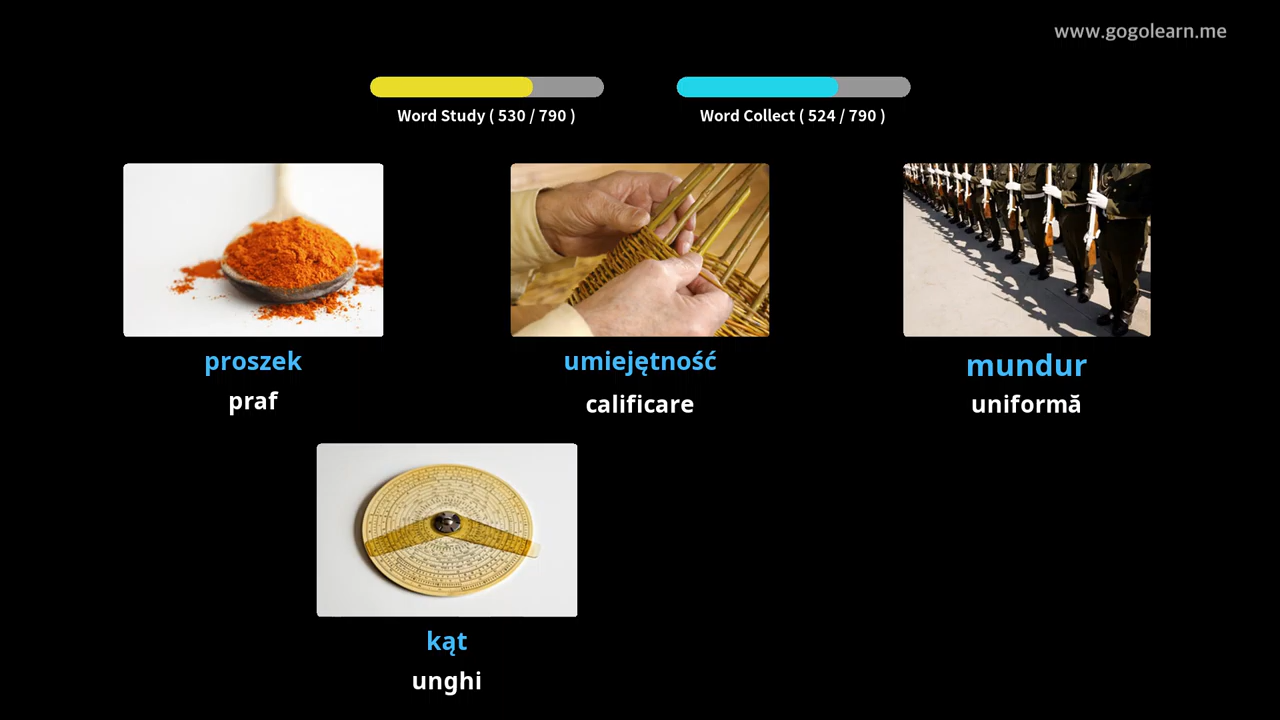 www.gogolearn.me
Word Study ( 530 / 790 )
Word Collect ( 524 / 790 )
proszek
praf
umiejętność
calificare
mundur
uniformă
kąt
unghi